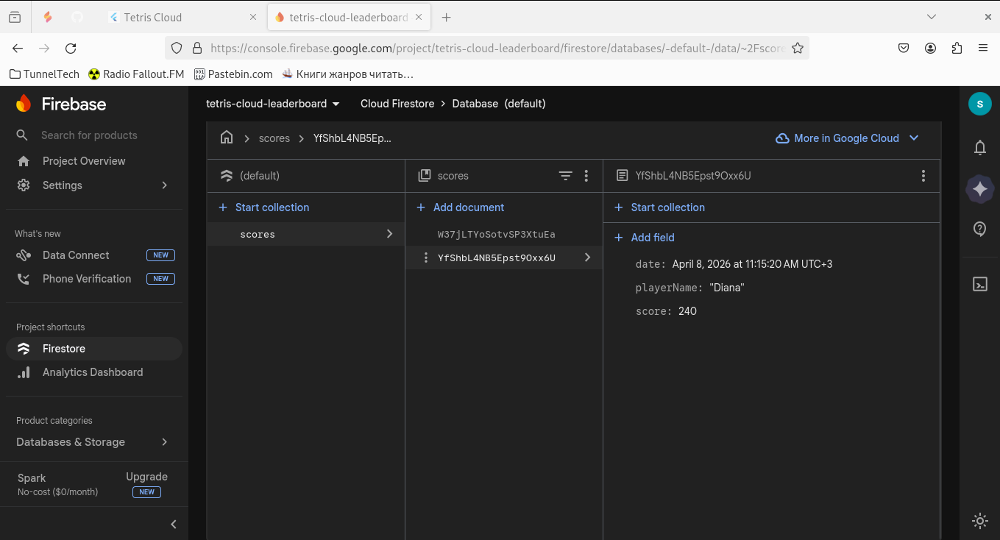 Tetris Cloud
tetris-cloud-leaderboard
https://console.firebase.google.com/project/tetris-cloud-leaderboard/firestore/databases/-default-/data/~2Fscore
TunnelTech
Radio Fallout.FM
Pastebin.com
Книги жанров читать…
Firebase
tetris-cloud-leaderboard
Cloud Firestore > Database (default)
S
Search for products
Project Overview
Settings
What's new
Data Connect NEW
Phone Verification NEW
Project shortcuts
Firestore
Analytics Dashboard
Product categories
Databases & Storage
Spark
No-cost ($0/month)
Upgrade
NEW
scores
YfShbL4NB5Ep...
More in Google Cloud
(default)
Start collection
scores
scores
Add document
W37jLTYoSotvSP3XtuEa
YfShbL4NB5Epst9Oxx6U
YfShbL4NB5Epst9Oxx6U
Start collection
Add field
date: April 8, 2026 at 11:15:20 AM UTC+3
playerName: "Diana"
score: 240